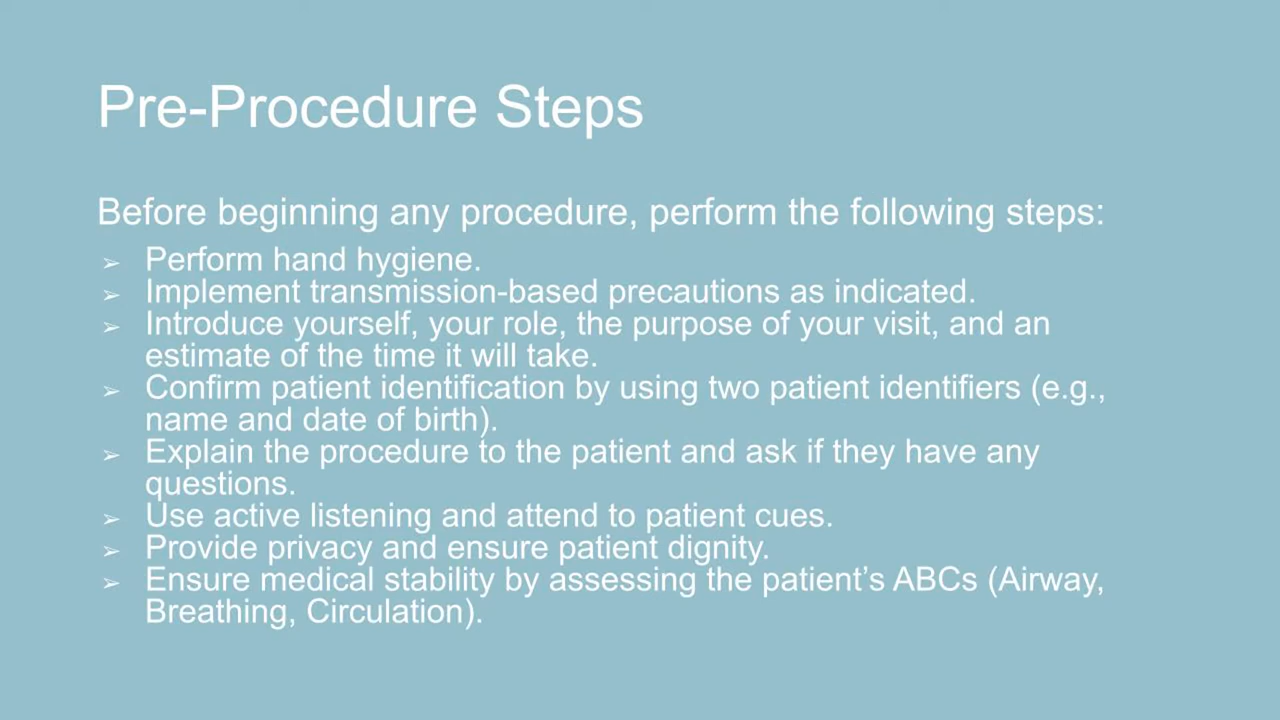 Pre-Procedure Steps
Before beginning any procedure, perform the following steps:
➢ Perform hand hygiene.
➢ Implement transmission-based precautions as indicated.
➢ Introduce yourself, your role, the purpose of your visit, and an
estimate of the time it will take.
➢ Confirm patient identification by using two patient identifiers (e.g.,
name and date of birth).
➢ Explain the procedure to the patient and ask if they have any
questions.
➢ Use active listening and attend to patient cues.
➢ Provide privacy and ensure patient dignity.
➢ Ensure medical stability by assessing the patient’s ABCs (Airway,
Breathing, Circulation).